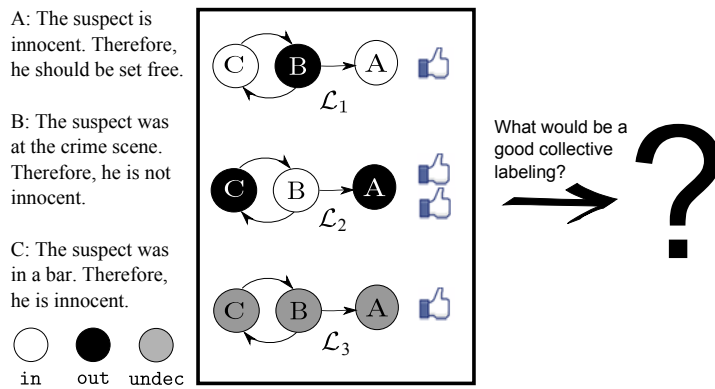 A: The suspect is
innocent. Therefore,
he should be set free.
B: The suspect was
at the crime scene.
Therefore, he is not
innocent.
C: The suspect was
in a bar. Therefore,
he is innocent.
in out undec
C B A
ℒ₁
C B A
ℒ₂
C B A
ℒ₃
What would be a
good collective
labeling?
?